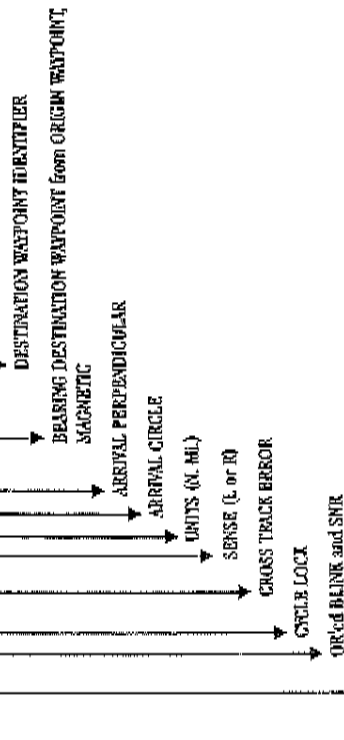 DESTINATION WAYPOINT IDENTIFIER
BEARING DESTINATION WAYPOINT from ORIGIN WAYPOINT,
MAGNETIC
ARRIVAL PERPENDICULAR
ARRIVAL CIRCLE
UNITS (N. Mi.)
SENSE (L or R)
CROSS TRACK ERROR
CYCLE LOCK
OR'ed BLINK and SNR